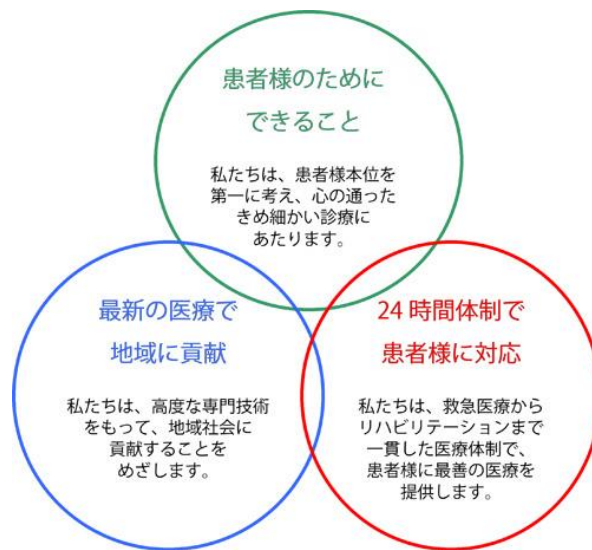 患者様のために
できること
私たちは、患者様本位を
第一に考え、心の通った
きめ細かい診療に
あたります。
最新の医療で
地域に貢献
私たちは、高度な専門技術
をもって、地域社会に
貢献することを
めざします。
24時間体制で
患者様に対応
私たちは、救急医療から
リハビリテーションまで
一貫した医療体制で、
患者様に最善の医療を
提供します。